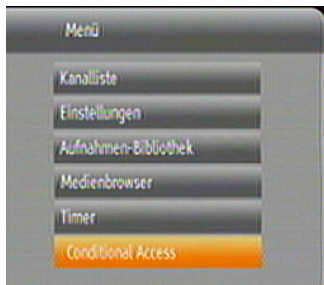 Menü
Kanalliste
Einstellungen
Aufnahmen-Bibliothek
Medienbrowser
Timer
Conditional Access